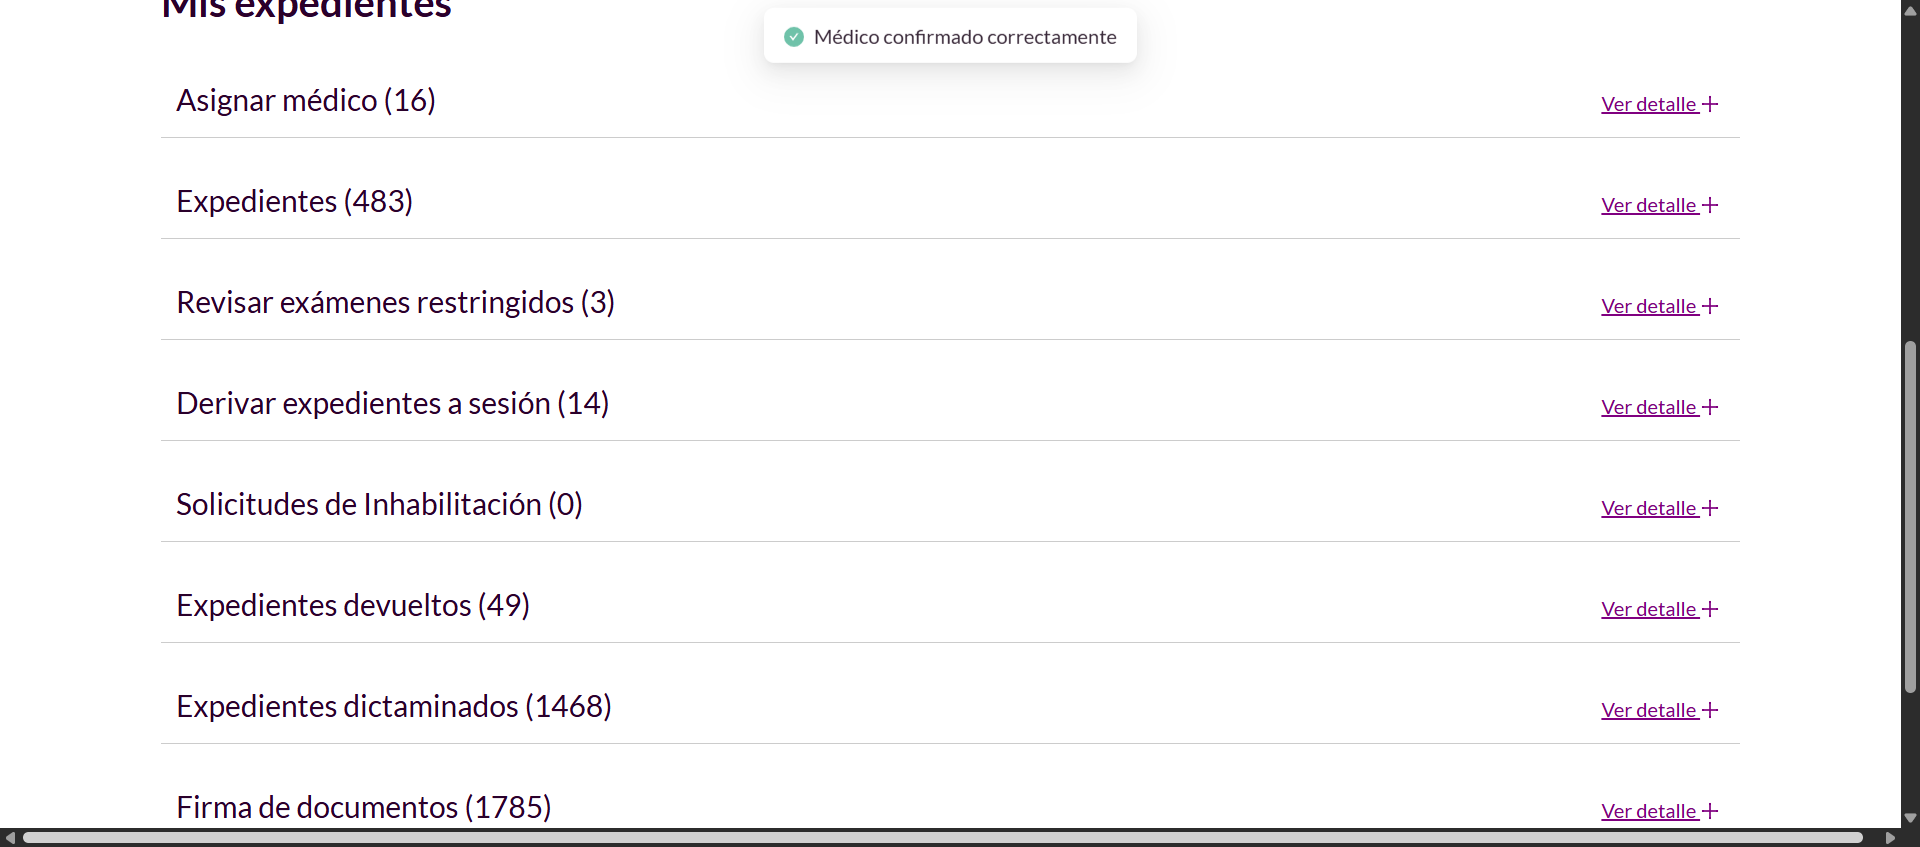 Mis expedientes
Médico confirmado correctamente
Asignar médico (16)
Ver detalle
Expedientes (483)
Ver detalle
Revisar exámenes restringidos (3)
Ver detalle
Derivar expedientes a sesión (14)
Ver detalle
Solicitudes de Inhabilitación (0)
Ver detalle
Expedientes devueltos (49)
Ver detalle
Expedientes dictaminados (1468)
Ver detalle
Firma de documentos (1785)
Ver detalle